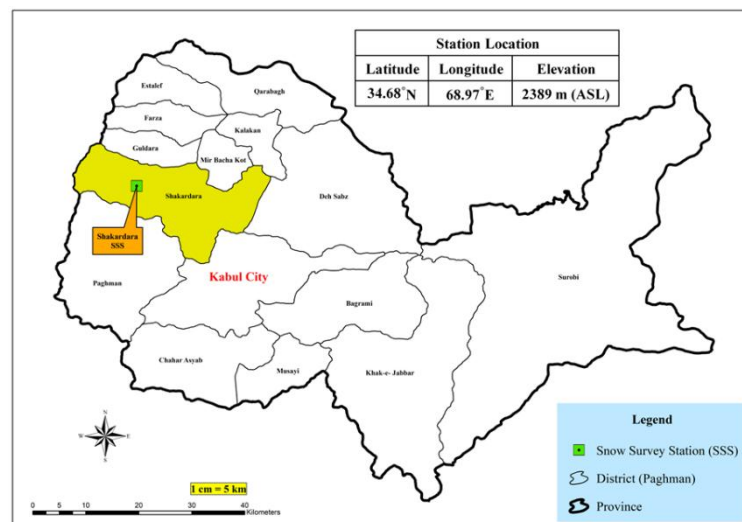 Station Location
Latitude Longitude Elevation
34.68°N 68.97°E 2389 m (ASL)
Estalef
Qarabagh
Farza
Kalakan
Guldara
Mir Bacha Kot
Shakardara
Deh Sabz
Shakardara
SSS
Kabul City
Paghman
Surobi
Bagrami
Chahar Asyab
Musayi
Khak-e- Jabbar
N
W E
S
Legend
Snow Survey Station (SSS)
District (Paghman)
Province
1 cm = 5 km
0 5 10 20 30 40
Kilometers